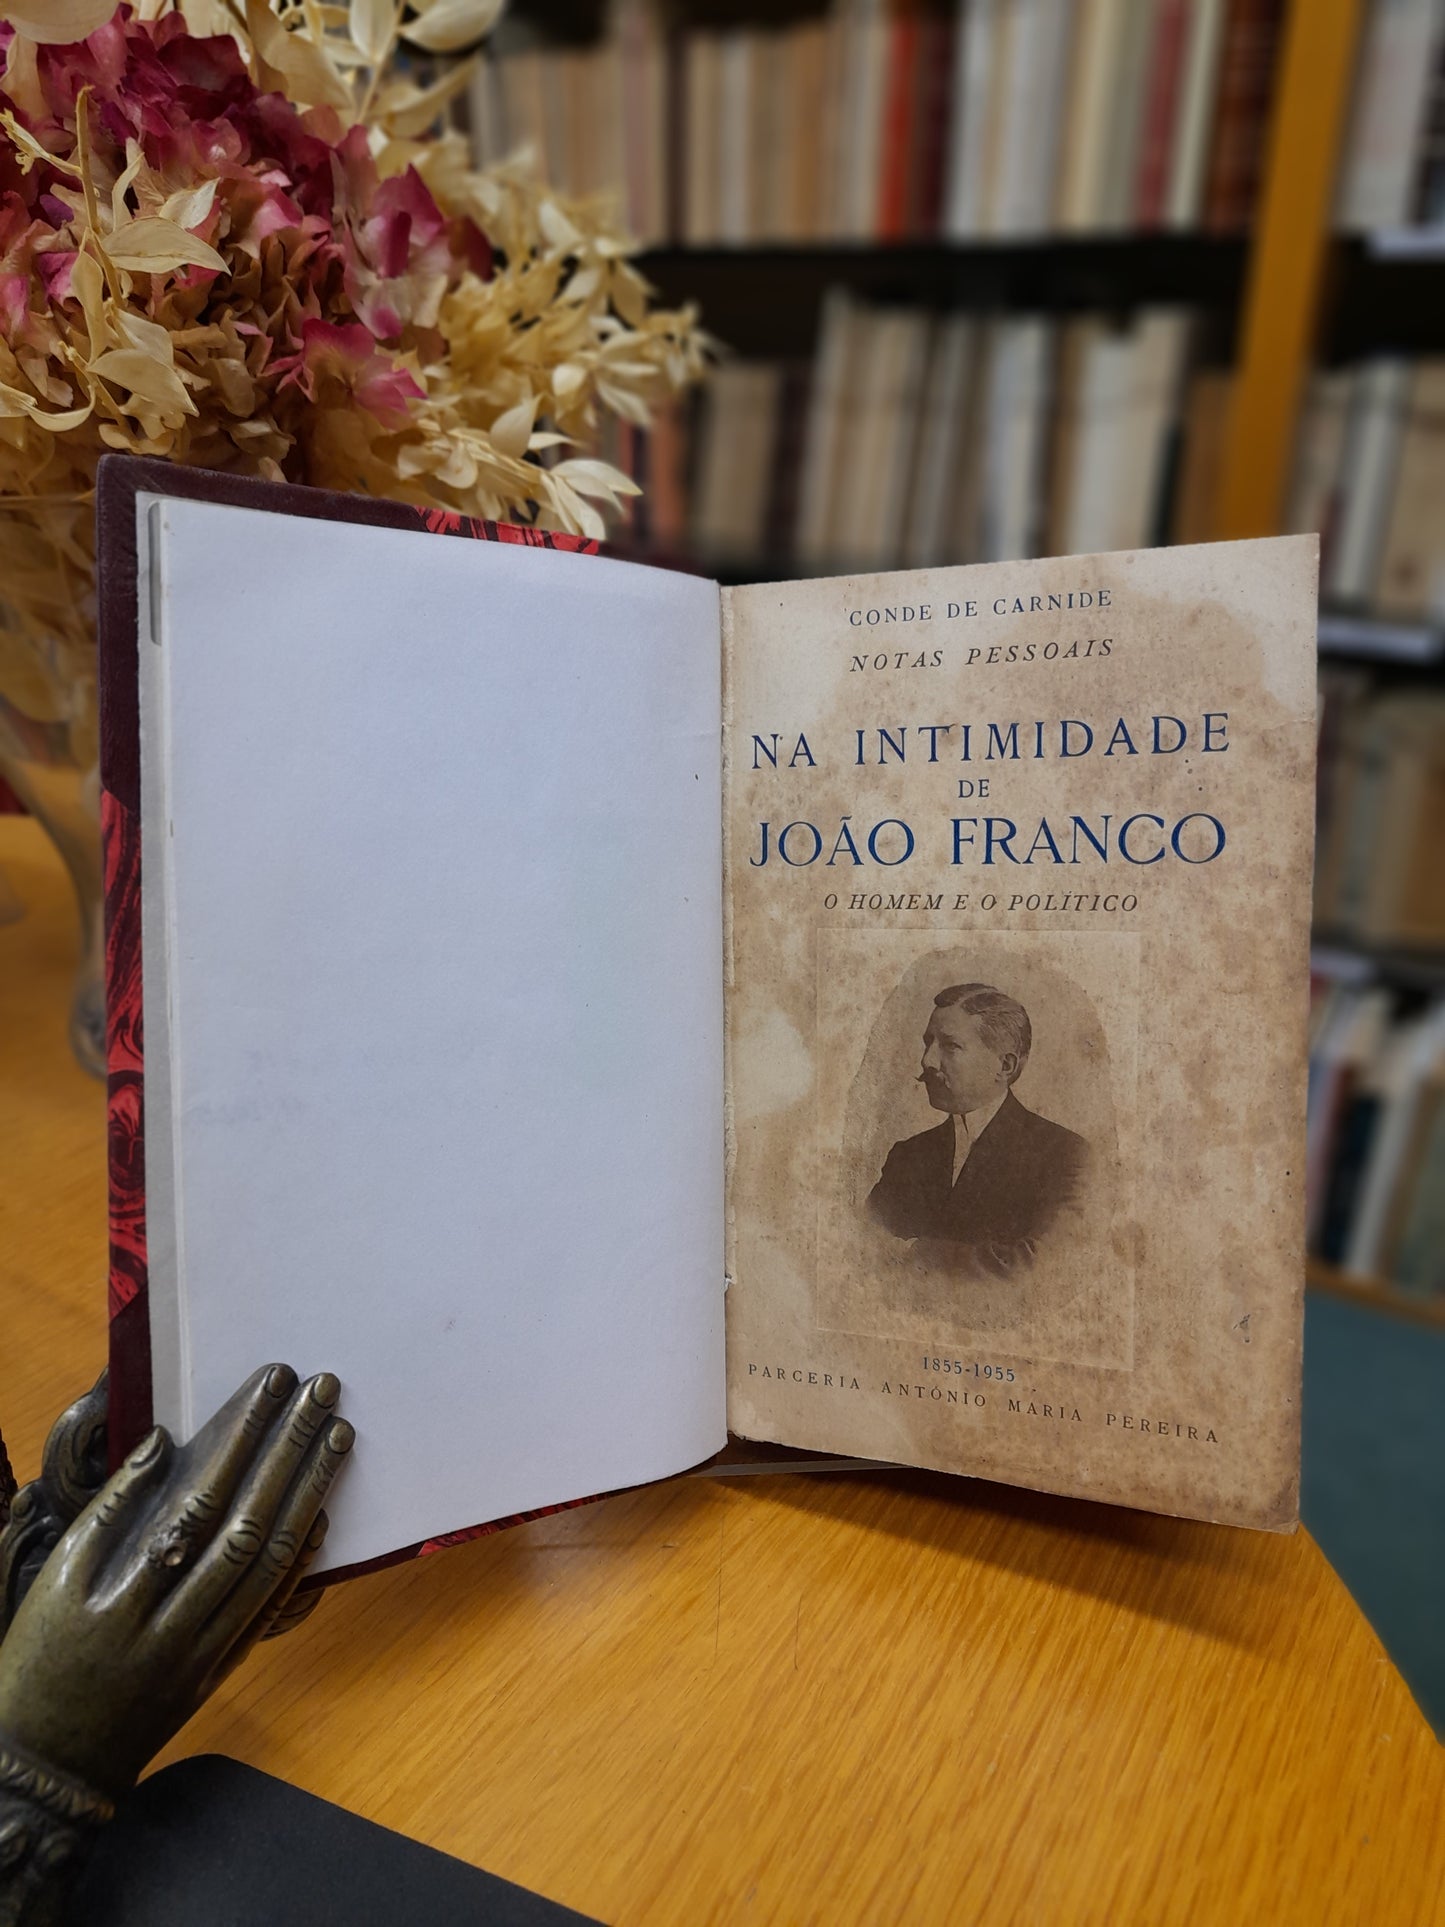 CONDE DE CARNIDE
NOTAS PESSOAIS
NA INTIMIDADE
DE
JOÃO FRANCO
O HOMEM E O POLÍTICO
1855-1955
PARCERIA ANTÓNIO MARIA PEREIRA